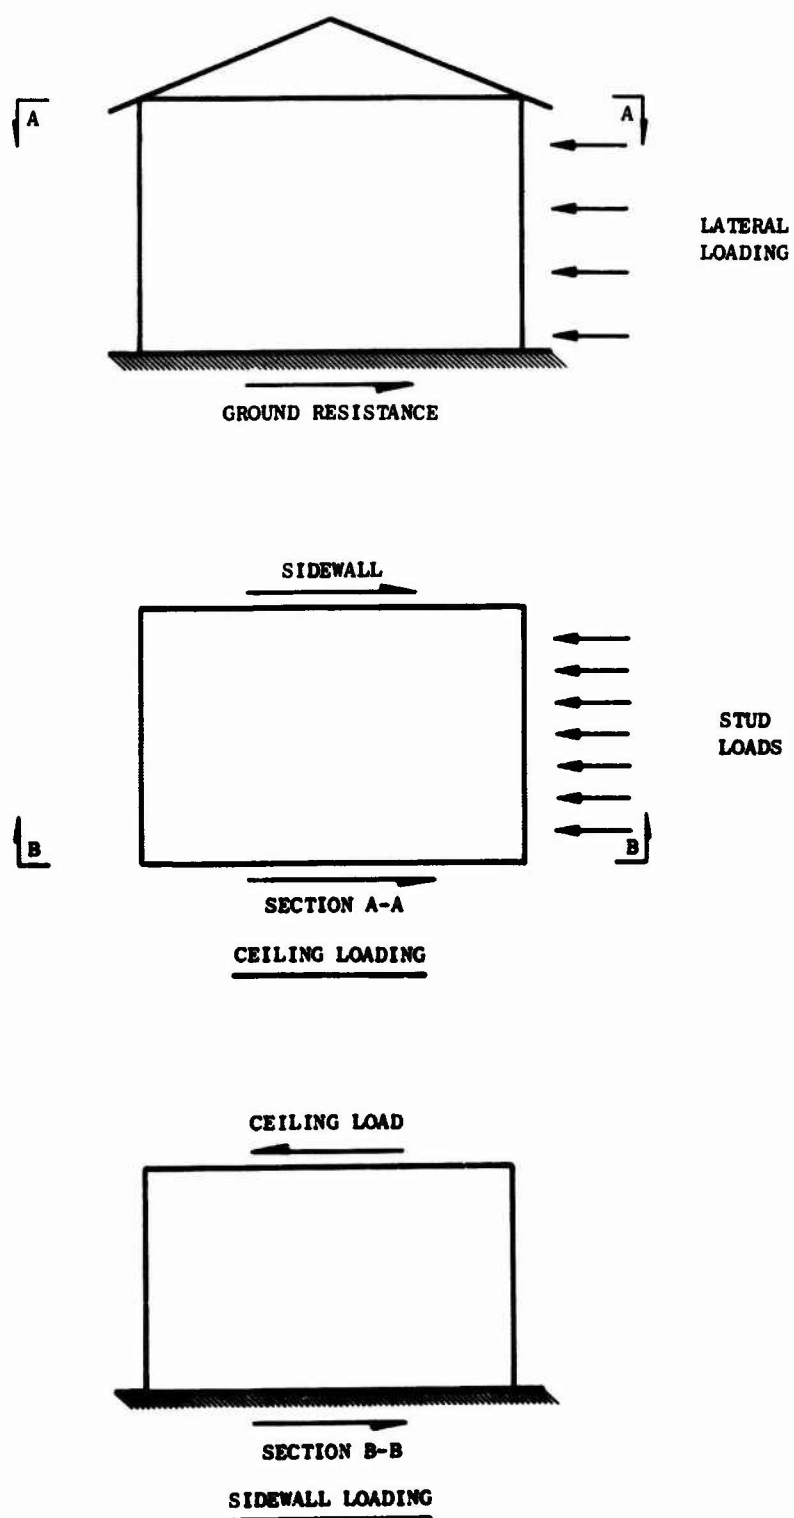 A
A
LATERAL
LOADING
GROUND RESISTANCE
SIDEWALL
STUD
LOADS
B
B
SECTION A-A
CEILING LOADING
CEILING LOAD
SECTION B-B
SIDEWALL LOADING